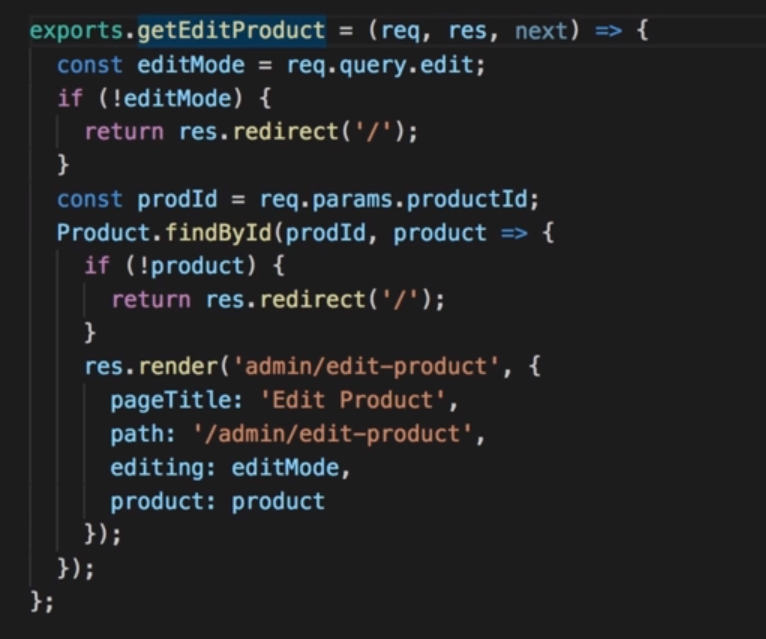 exports.getEditProduct = (req, res, next) => {
  const editMode = req.query.edit;
  if (!editMode) {
    return res.redirect('/');
  }
  const prodId = req.params.productId;
  Product.findById(prodId, product => {
    if (!product) {
      return res.redirect('/');
    }
    res.render('admin/edit-product', {
      pageTitle: 'Edit Product',
      path: '/admin/edit-product',
      editing: editMode,
      product: product
    });
  });
};